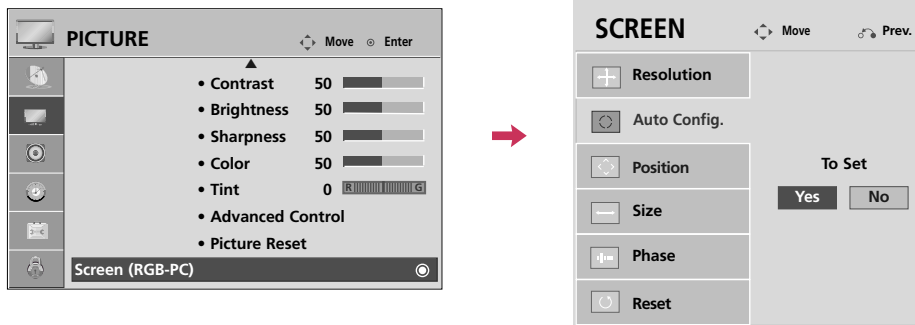 PICTURE
Move
Enter
• Contrast 50
• Brightness 50
• Sharpness 50
• Color 50
• Tint 0 R G
• Advanced Control
• Picture Reset
Screen (RGB-PC)
SCREEN
Move
Prev.
Resolution
Auto Config.
Position
Size
Phase
Reset
To Set
Yes No